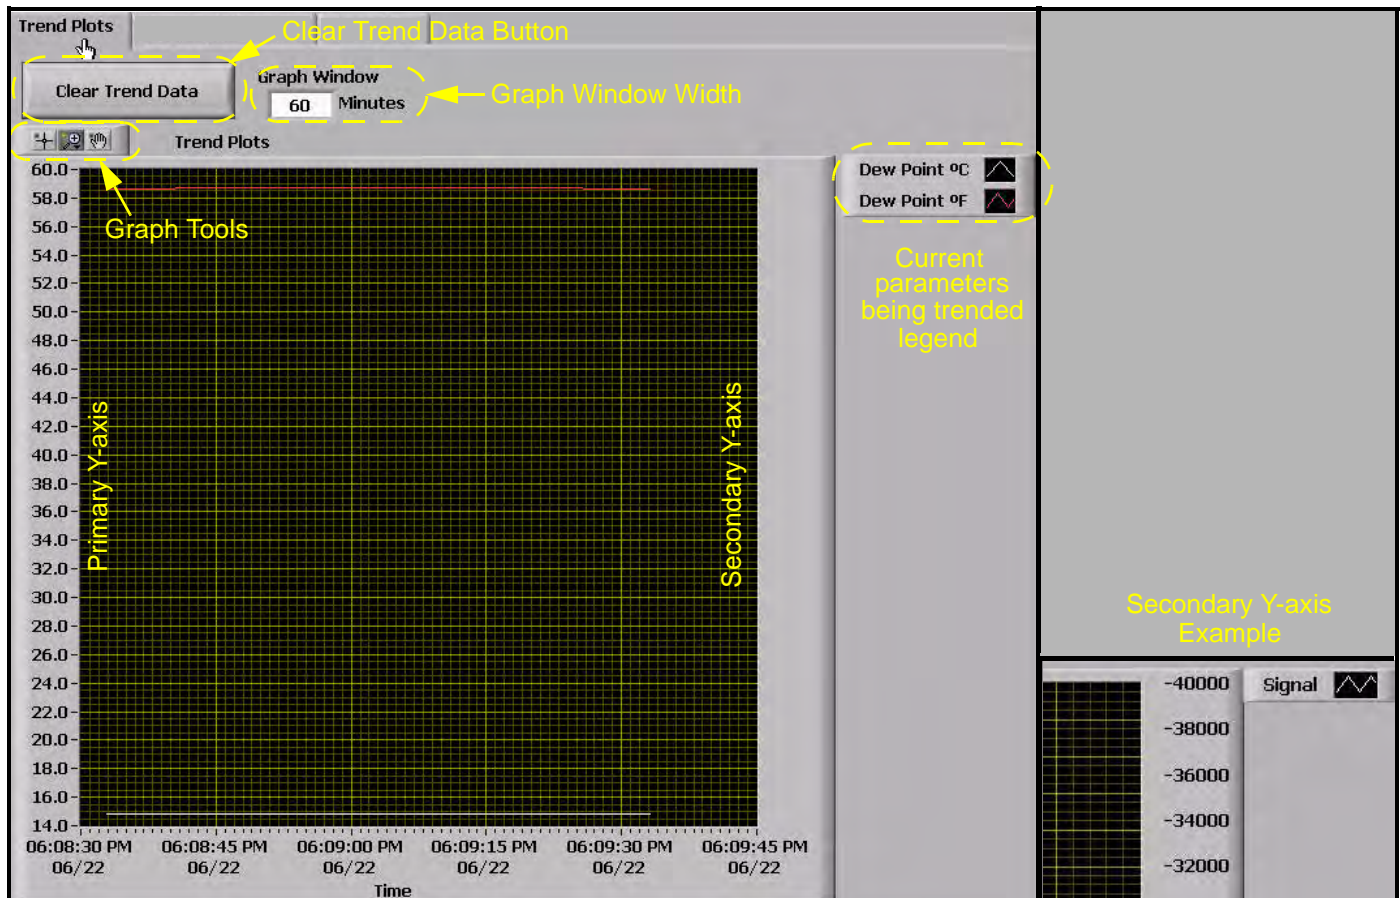 Trend Plots
Clear Trend Data Button
Clear Trend Data
Graph Window
60 Minutes
Graph Window Width
Trend Plots
Graph Tools
Dew Point ºC
Dew Point ºF
Current
parameters
being trended
legend
60.0
58.0
56.0
54.0
52.0
50.0
48.0
46.0
44.0
42.0
40.0
38.0
36.0
34.0
32.0
30.0
28.0
26.0
24.0
22.0
20.0
18.0
16.0
14.0
Primary Y-axis
Secondary Y-axis
06:08:30 PM 06:08:45 PM 06:09:00 PM 06:09:15 PM 06:09:30 PM 06:09:45 PM
06/22 06/22 06/22 06/22 06/22 06/22
Time
Secondary Y-axis
Example
-40000
-38000
-36000
-34000
-32000
Signal